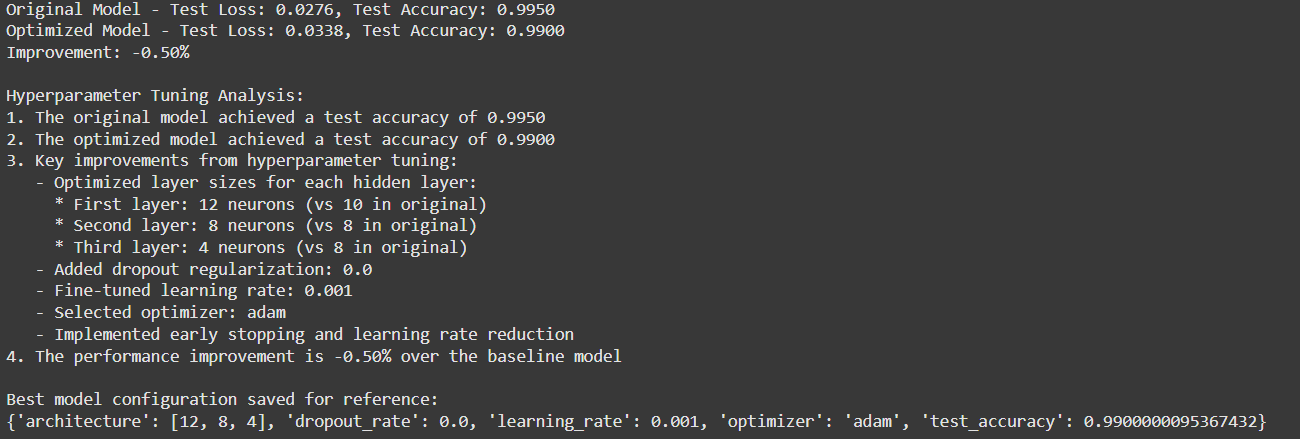 Original Model - Test Loss: 0.0276, Test Accuracy: 0.9950
Optimized Model - Test Loss: 0.0338, Test Accuracy: 0.9900
Improvement: -0.50%
Hyperparameter Tuning Analysis:
1. The original model achieved a test accuracy of 0.9950
2. The optimized model achieved a test accuracy of 0.9900
3. Key improvements from hyperparameter tuning:
- Optimized layer sizes for each hidden layer:
* First layer: 12 neurons (vs 10 in original)
* Second layer: 8 neurons (vs 8 in original)
* Third layer: 4 neurons (vs 8 in original)
- Added dropout regularization: 0.0
- Fine-tuned learning rate: 0.001
- Selected optimizer: adam
- Implemented early stopping and learning rate reduction
4. The performance improvement is -0.50% over the baseline model
Best model configuration saved for reference:
{'architecture': [12, 8, 4], 'dropout_rate': 0.0, 'learning_rate': 0.001, 'optimizer': 'adam', 'test_accuracy': 0.9900000095367432}